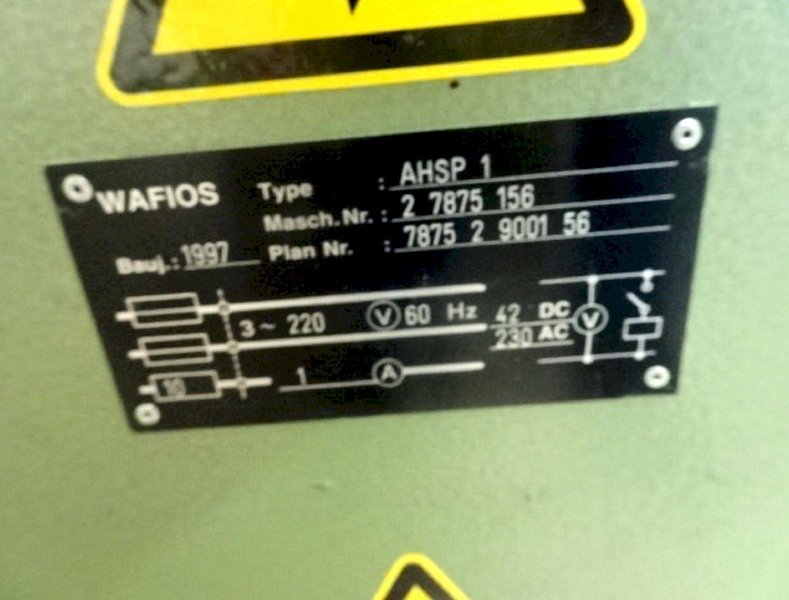 WAFIOS
Type : AHSP 1
Masch.Nr. : 2 7875 156
Bauj.: 1997 Plan Nr. : 7875 2 9001 56
3~ 220 V 60 Hz 42 DC V
230 AC
10 1 A